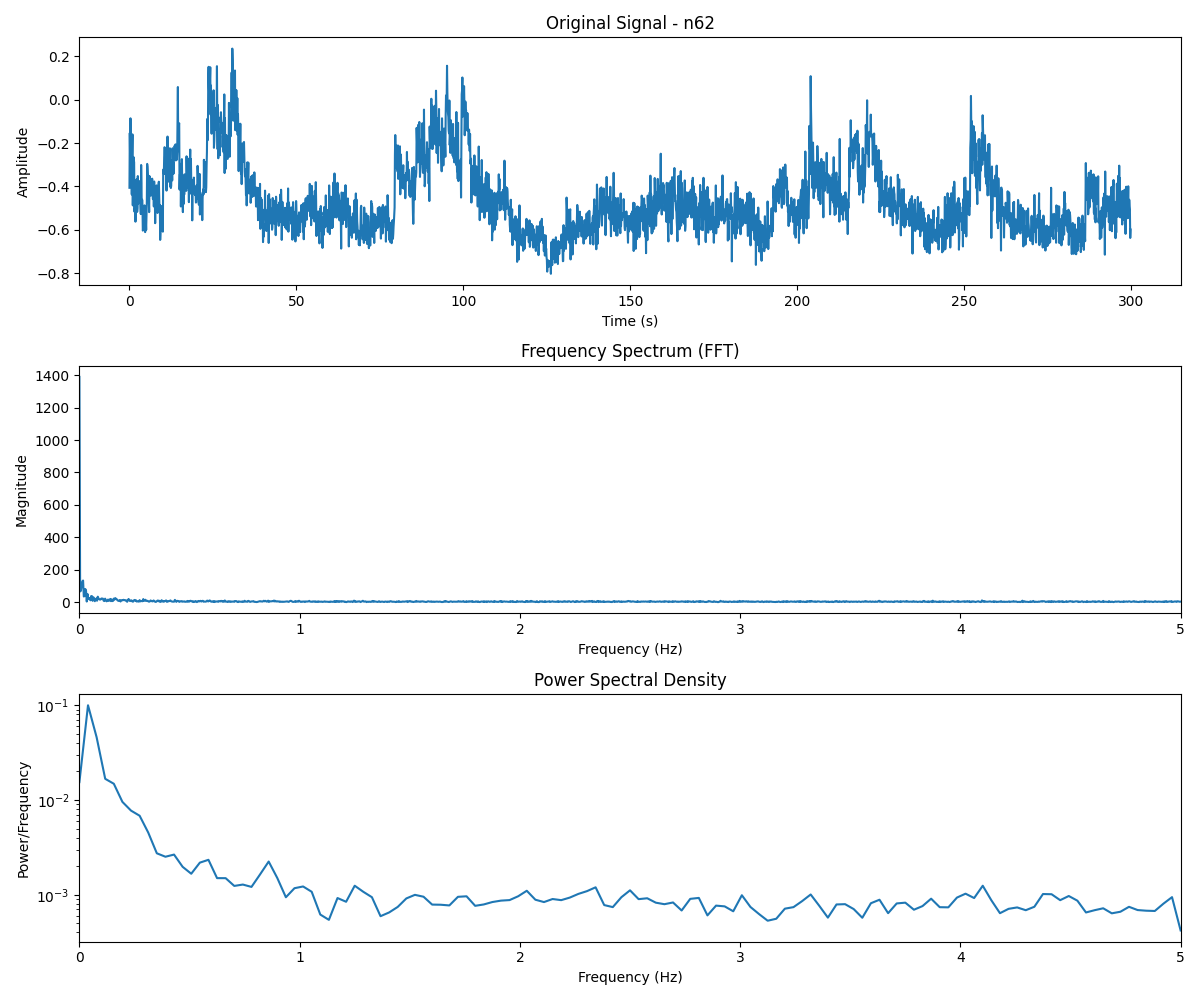 Original Signal - n62
Amplitude
0.2
0.0
−0.2
−0.4
−0.6
−0.8
0 50 100 150 200 250 300
Time (s)
Frequency Spectrum (FFT)
Magnitude
1400
1200
1000
800
600
400
200
0
0 1 2 3 4 5
Frequency (Hz)
Power Spectral Density
Power/Frequency
10⁻¹
10⁻²
10⁻³
0 1 2 3 4 5
Frequency (Hz)